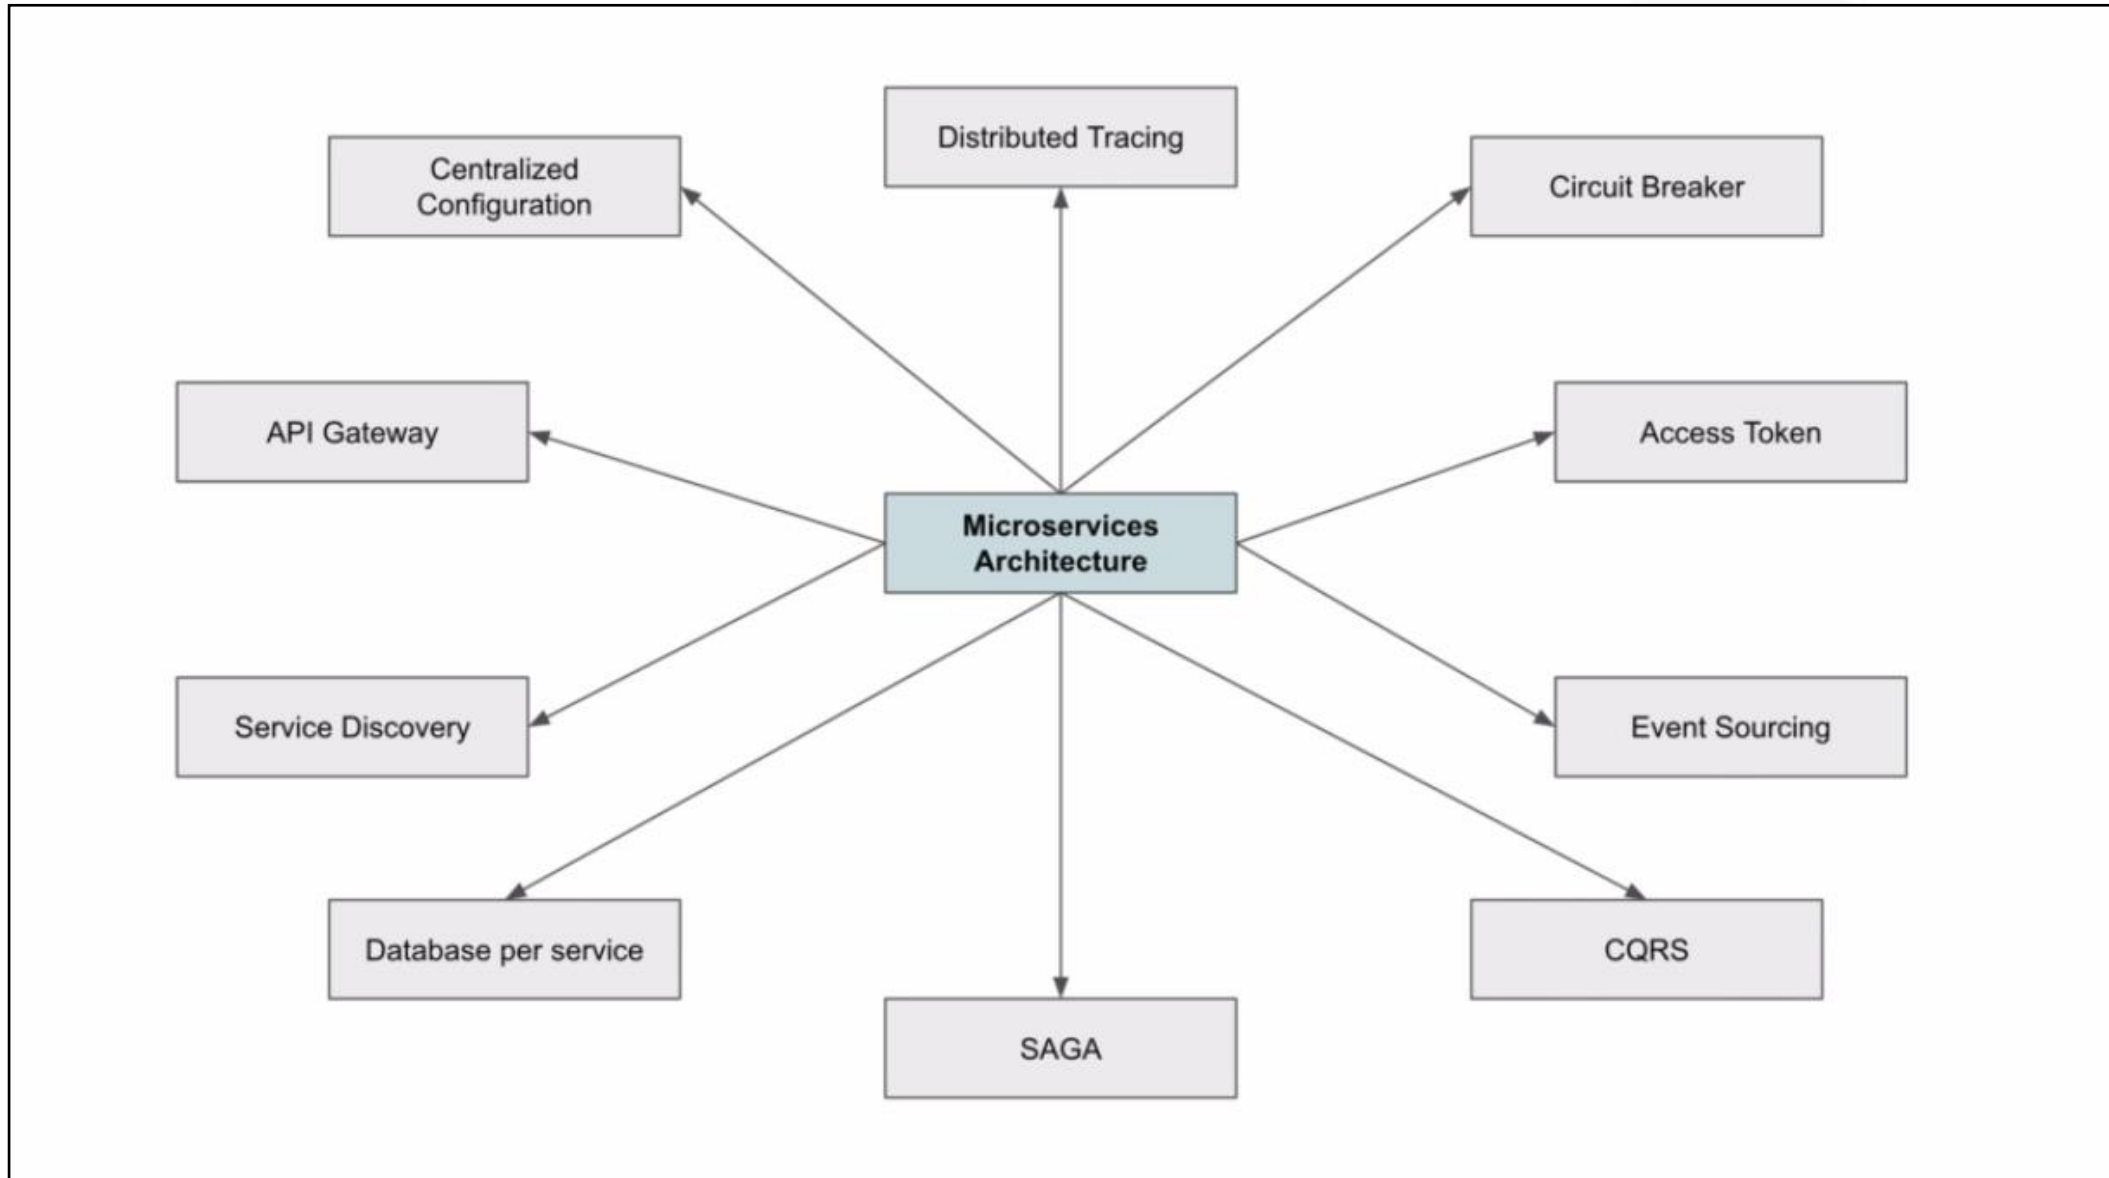 Distributed Tracing
Centralized
Configuration
Circuit Breaker
API Gateway
Access Token
Microservices
Architecture
Service Discovery
Event Sourcing
Database per service
CQRS
SAGA